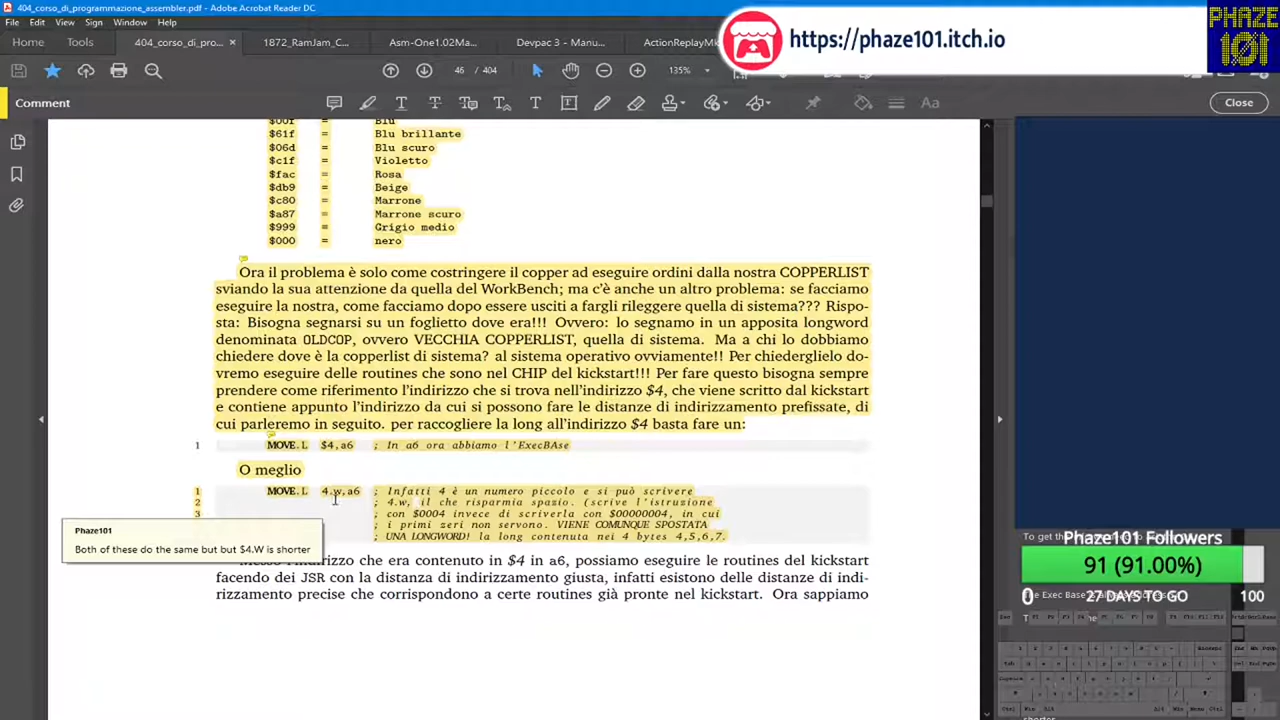 404_corso_di_programmazione_assembler.pdf - Adobe Acrobat Reader DC
File Edit View Sign Window Help
Home Tools 404_corso_di_pro... × 1872_RamJam_C... Asm-One1.02Ma... Devpac 3 - Manu... ActionReplayMk
https://phaze101.itch.io
PHAZE
101
46 / 404 135%
Comment
Close
$00f = Blu
$61f = Blu brillante
$06d = Blu scuro
$c1f = Violetto
$fac = Rosa
$db9 = Beige
$c80 = Marrone
$a87 = Marrone scuro
$999 = Grigio medio
$000 = nero
Ora il problema è solo come costringere il copper ad eseguire ordini dalla nostra COPPERLIST
sviando la sua attenzione da quella del WorkBench; ma c'è anche un altro problema: se facciamo
eseguire la nostra, come facciamo dopo essere usciti a fargli rileggere quella di sistema??? Rispo-
sta: Bisogna segnarsi su un foglietto dove era!!! Ovvero: lo segnamo in un apposita longword
denominata OLDCOP, ovvero VECCHIA COPPERLIST, quella di sistema. Ma a chi lo dobbiamo
chiedere dove è la copperlist di sistema? al sistema operativo ovviamente!! Per chiederglielo do-
vremo eseguire delle routines che sono nel CHIP del kickstart!!! Per fare questo bisogna sempre
prendere come riferimento l'indirizzo che si trova nell'indirizzo $4, che viene scritto dal kickstart
e contiene appunto l'indirizzo da cui si possono fare le distanze di indirizzamento prefissate, di
cui parleremo in seguito. per raccogliere la long all'indirizzo $4 basta fare un:
1 MOVE.L $4,a6 ; In a6 ora abbiamo l'ExecBAse
O meglio
1 MOVE.L 4.w,a6 ; Infatti 4 è un numero piccolo e si può scrivere
2 ; 4.w, il che risparmia spazio. (scrive l'istruzione
3 ; con $0004 invece di scriverla con $00000004, in cui
; i primi zeri non servono. VIENE COMUNQUE SPOSTATA
; UNA LONGWORD! la long contenuta nei 4 bytes 4,5,6,7.
Phaze101
Both of these do the same but but $4.W is shorter
l'indirizzo che era contenuto in $4 in a6, possiamo eseguire le routines del kickstart
facendo dei JSR con la distanza di indirizzamento giusta, infatti esistono delle distanze di indi-
rizzamento precise che corrispondono a certe routines già pronte nel kickstart. Ora sappiamo
To get the
Phaze101 Followers
91 (91.00%)
0 27 DAYS TO GO 100